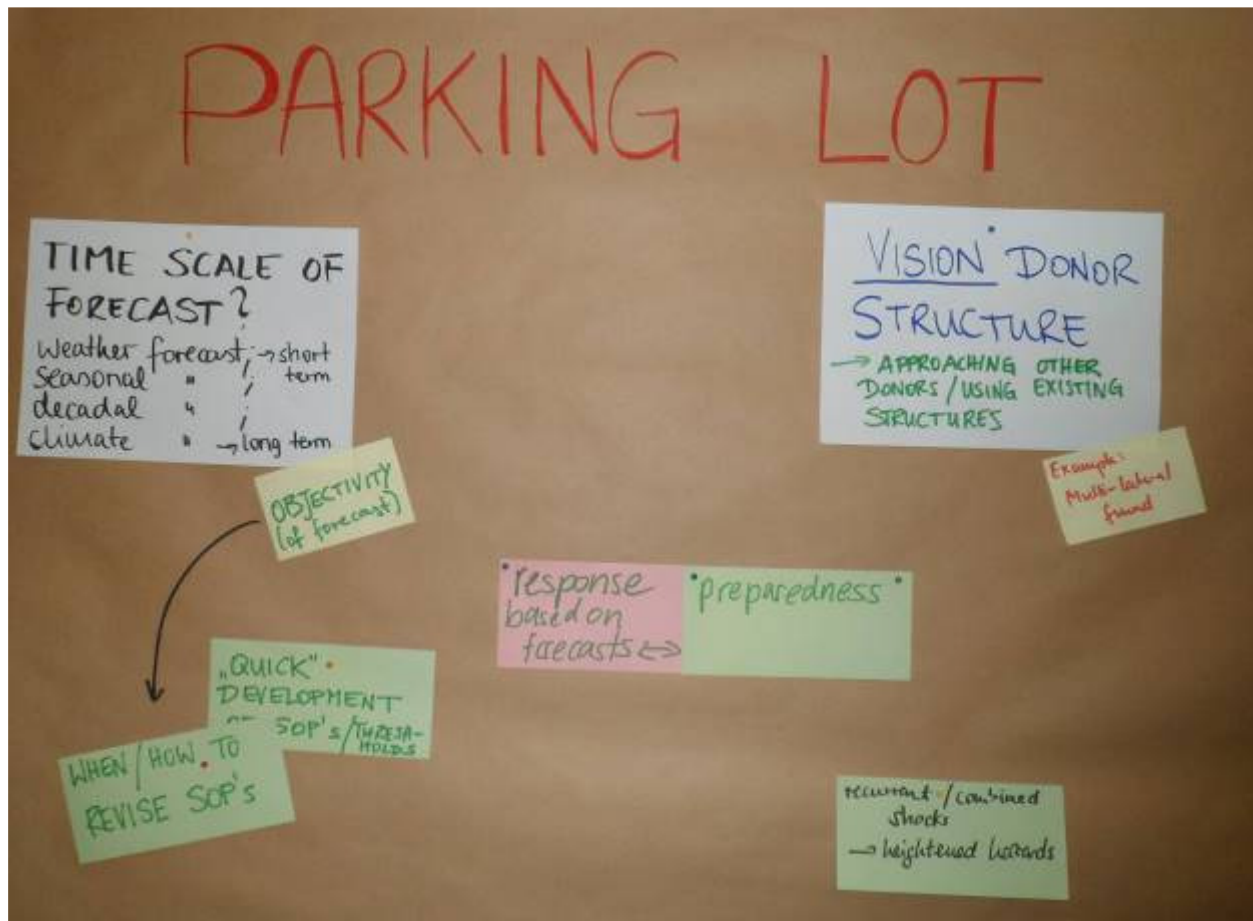 PARKING LOT
TIME SCALE OF
FORECAST?
weather forecast → short
term
seasonal "
decadal "
climate " → long term
OBJECTIVITY
(of forecast)
"QUICK"
DEVELOPMENT
SOP's/THRESH-
HOLDS
WHEN/HOW TO
REVISE SOP's
response
based on
forecasts ↔
preparedness
VISION DONOR
STRUCTURE
→ APPROACHING OTHER
DONORS/USING EXISTING
STRUCTURES
Example:
Multi-lateral
recurrent/combined
shocks
→ heightened hazards